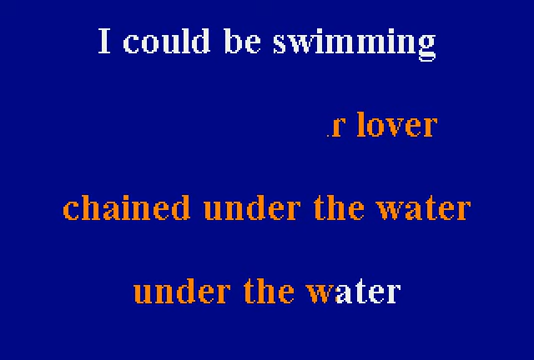 I could be swimming
r lover
chained under the water
under the water